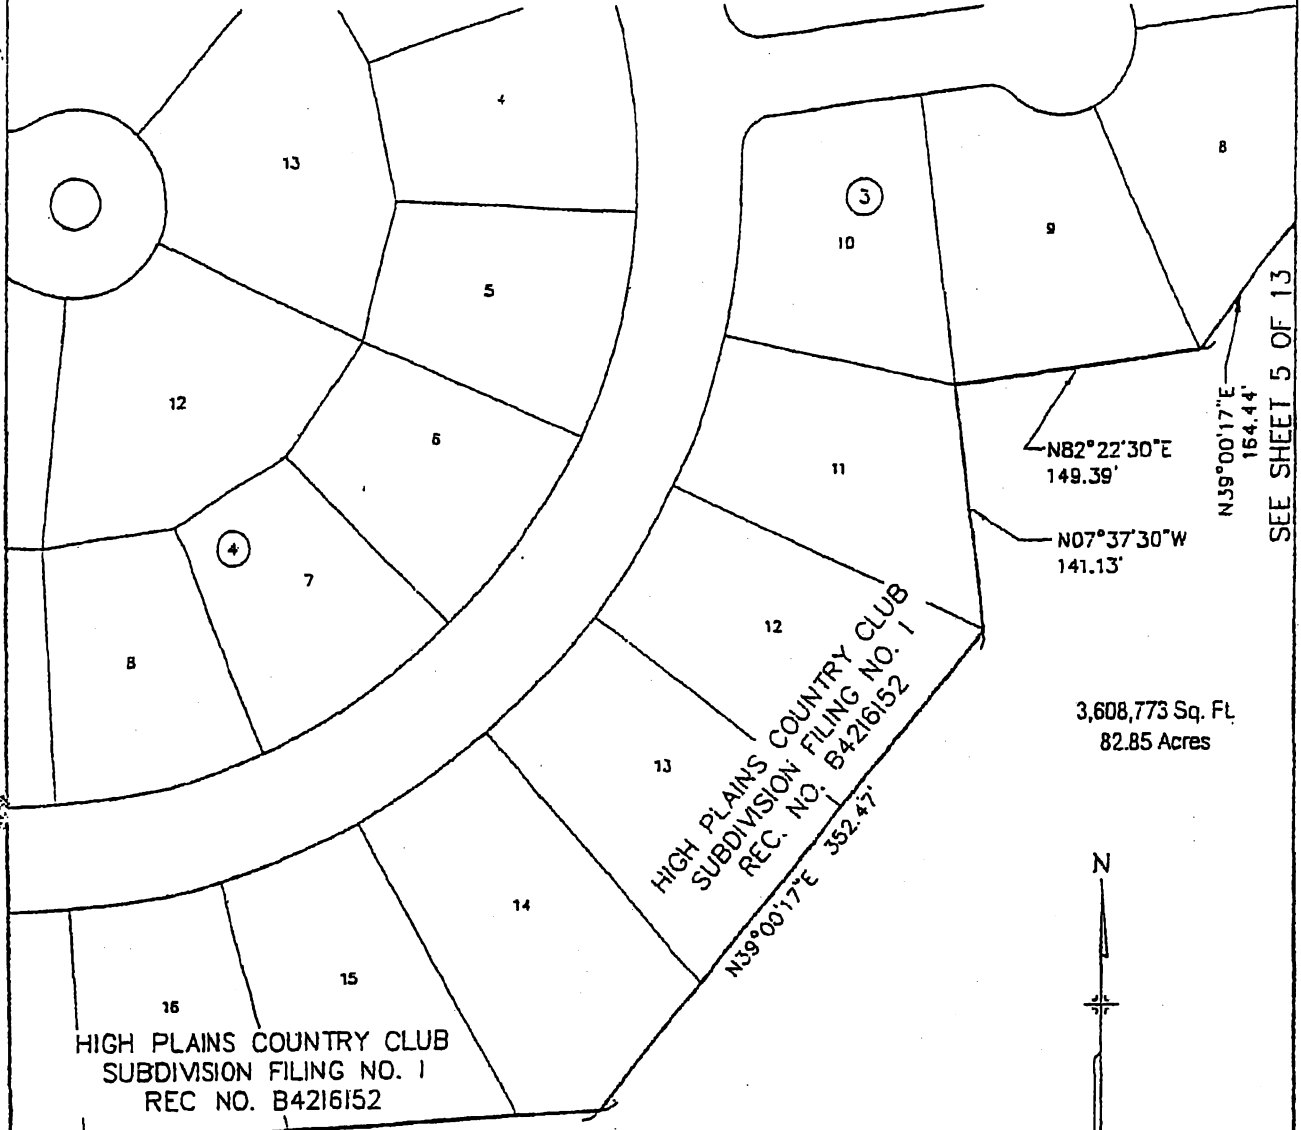 4
13
8
3
10
9
5
12
6
11
4
7
8
12
13
14
15
16
N82°22'30"E
149.39'
N39°00'17"E
164.44'
SEE SHEET 5 OF 13
N07°37'30"W
141.13'
3,608,773 Sq. Ft.
82.85 Acres
N
HIGH PLAINS COUNTRY CLUB
SUBDIVISION FILING NO. 1
REC. NO. B4216152
N39°00'17"E 352.47'
HIGH PLAINS COUNTRY CLUB
SUBDIVISION FILING NO. 1
REC NO. B4216152